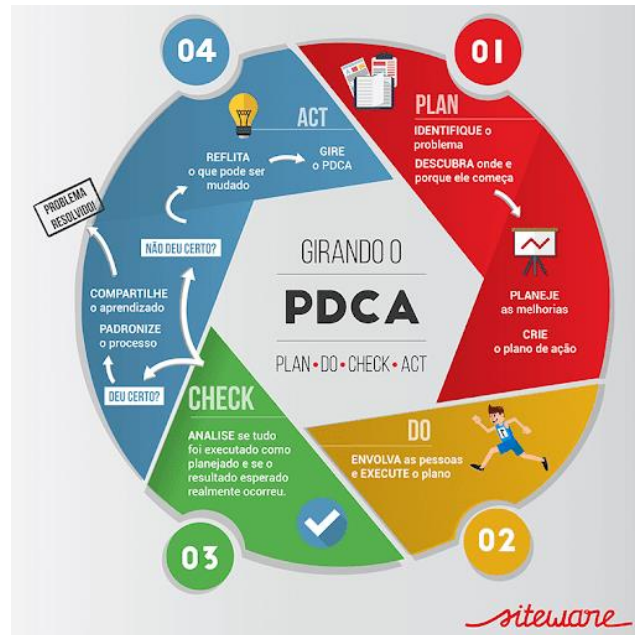 01
PLAN
IDENTIFIQUE o
problema
DESCUBRA onde e
porque ele começa
PLANEJE
as melhorias
CRIE
o plano de ação
02
DO
ENVOLVA as pessoas
e EXECUTE o plano
03
CHECK
ANALISE se tudo
foi executado como
planejado e se o
resultado esperado
realmente ocorreu.
04
ACT
DEU CERTO?
PADRONIZE
o processo
COMPARTILHE
o aprendizado
PROBLEMA
RESOLVIDO!
NÃO DEU CERTO?
REFLITA
o que pode ser
mudado
GIRE
o PDCA
GIRANDO O
PDCA
PLAN•DO•CHECK•ACT
siteware